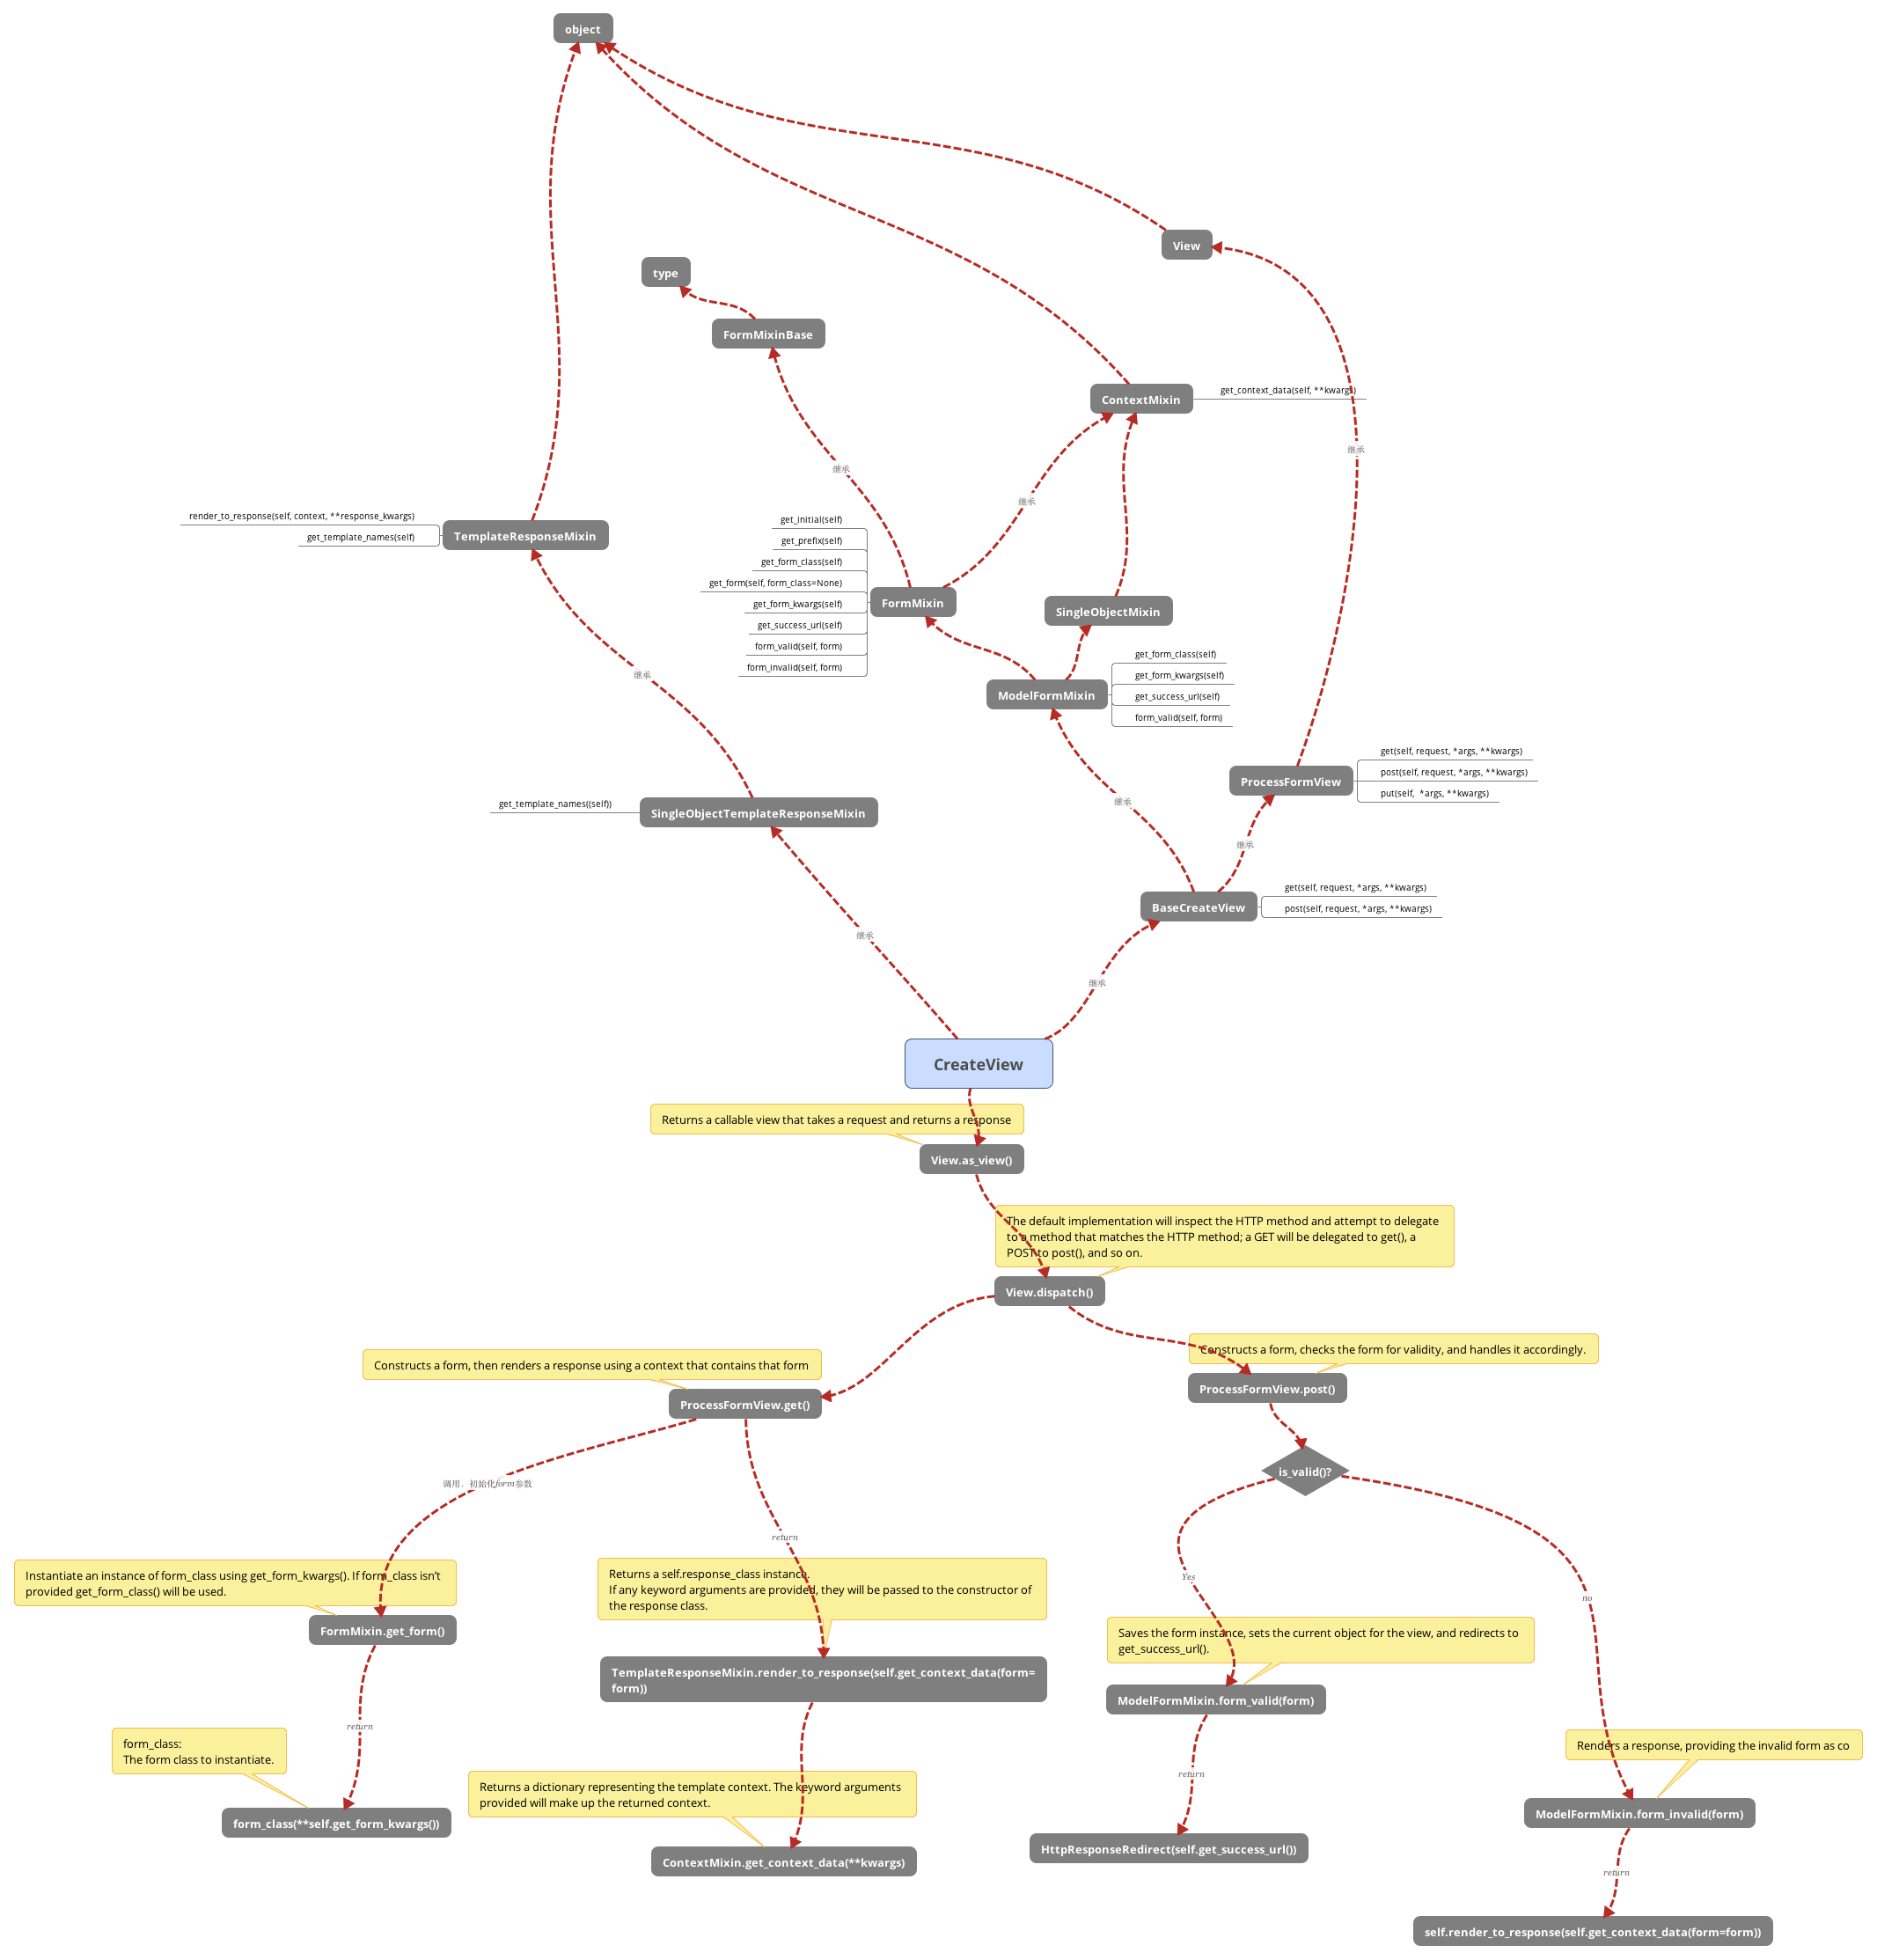 object
View
type
FormMixinBase
ContextMixin
get_context_data(self, **kwargs)
继承
继承
继承
render_to_response(self, context, **response_kwargs)
get_template_names(self)
TemplateResponseMixin
get_initial(self)
get_prefix(self)
get_form_class(self)
get_form(self, form_class=None)
get_form_kwargs(self)
get_success_url(self)
form_valid(self, form)
form_invalid(self, form)
FormMixin
SingleObjectMixin
继承
get_form_class(self)
get_form_kwargs(self)
get_success_url(self)
form_valid(self, form)
ModelFormMixin
get(self, request, *args, **kwargs)
post(self, request, *args, **kwargs)
put(self,  *args, **kwargs)
ProcessFormView
get_template_names((self))
SingleObjectTemplateResponseMixin
继承
继承
get(self, request, *args, **kwargs)
post(self, request, *args, **kwargs)
BaseCreateView
继承
继承
CreateView
Returns a callable view that takes a request and returns a response
View.as_view()
The default implementation will inspect the HTTP method and attempt to delegate
to a method that matches the HTTP method; a GET will be delegated to get(), a
POST to post(), and so on.
View.dispatch()
Constructs a form, then renders a response using a context that contains that form
ProcessFormView.get()
Constructs a form, checks the form for validity, and handles it accordingly.
ProcessFormView.post()
is_valid()?
调用，初始化form参数
return
Yes
no
Instantiate an instance of form_class using get_form_kwargs(). If form_class isn’t
provided get_form_class() will be used.
FormMixin.get_form()
Returns a self.response_class instance.
If any keyword arguments are provided, they will be passed to the constructor of
the response class.
TemplateResponseMixin.render_to_response(self.get_context_data(form=
form))
Saves the form instance, sets the current object for the view, and redirects to
get_success_url().
ModelFormMixin.form_valid(form)
return
form_class:
The form class to instantiate.
form_class(**self.get_form_kwargs())
Returns a dictionary representing the template context. The keyword arguments
provided will make up the returned context.
ContextMixin.get_context_data(**kwargs)
return
HttpResponseRedirect(self.get_success_url())
Renders a response, providing the invalid form as co
ModelFormMixin.form_invalid(form)
return
self.render_to_response(self.get_context_data(form=form))